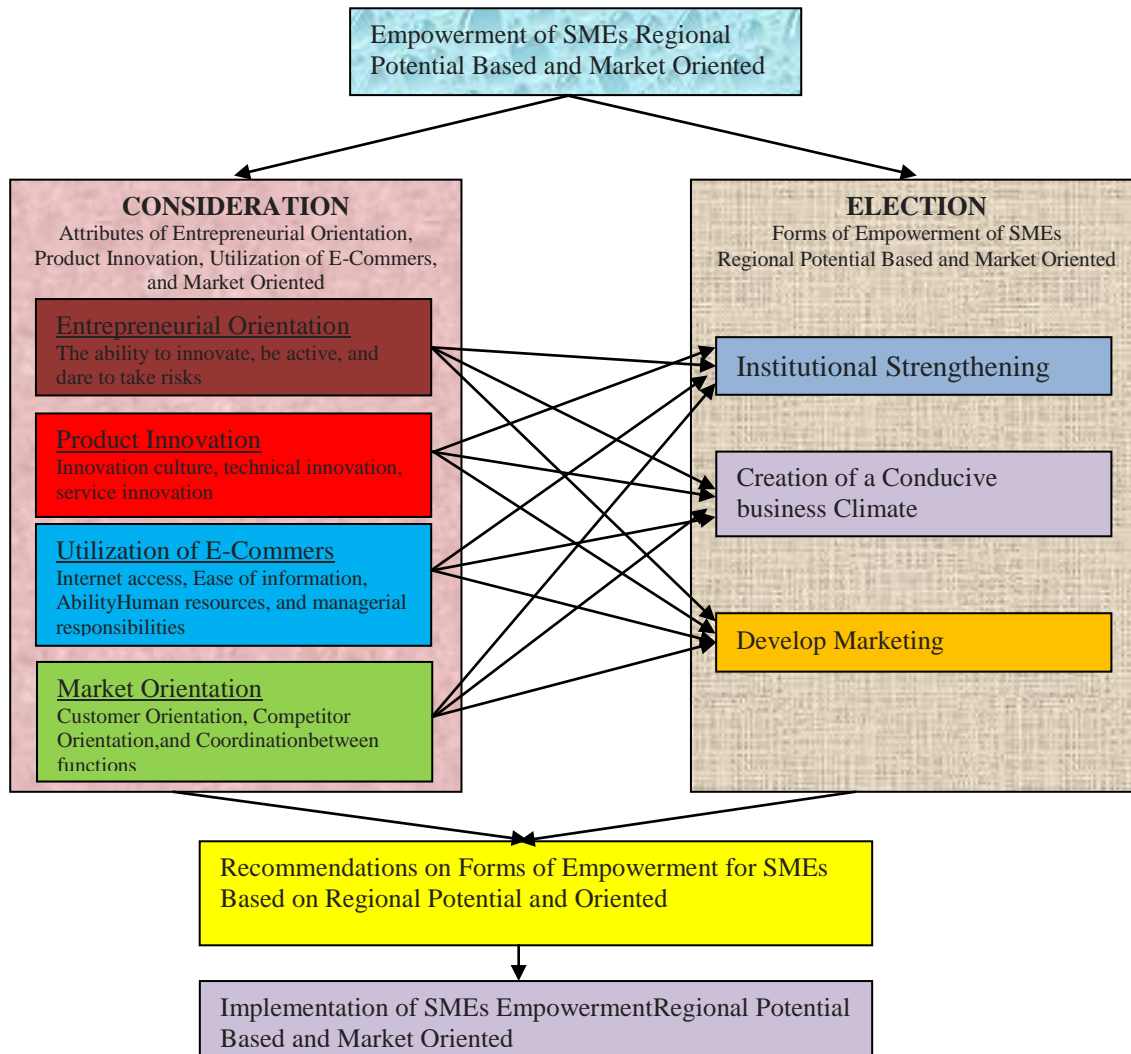 Empowerment of SMEs Regional
Potential Based and Market Oriented
CONSIDERATION
Attributes of Entrepreneurial Orientation,
Product Innovation, Utilization of E-Commers,
and Market Oriented
Entrepreneurial Orientation
The ability to innovate, be active, and
dare to take risks
Product Innovation
Innovation culture, technical innovation,
service innovation
Utilization of E-Commers
Internet access, Ease of information,
AbilityHuman resources, and managerial
responsibilities
Market Orientation
Customer Orientation, Competitor
Orientation,and Coordinationbetween
functions
ELECTION
Forms of Empowerment of SMEs
Regional Potential Based and Market Oriented
Institutional Strengthening
Creation of a Conducive
business Climate
Develop Marketing
Recommendations on Forms of Empowerment for SMEs
Based on Regional Potential and Oriented
Implementation of SMEs EmpowermentRegional Potential
Based and Market Oriented